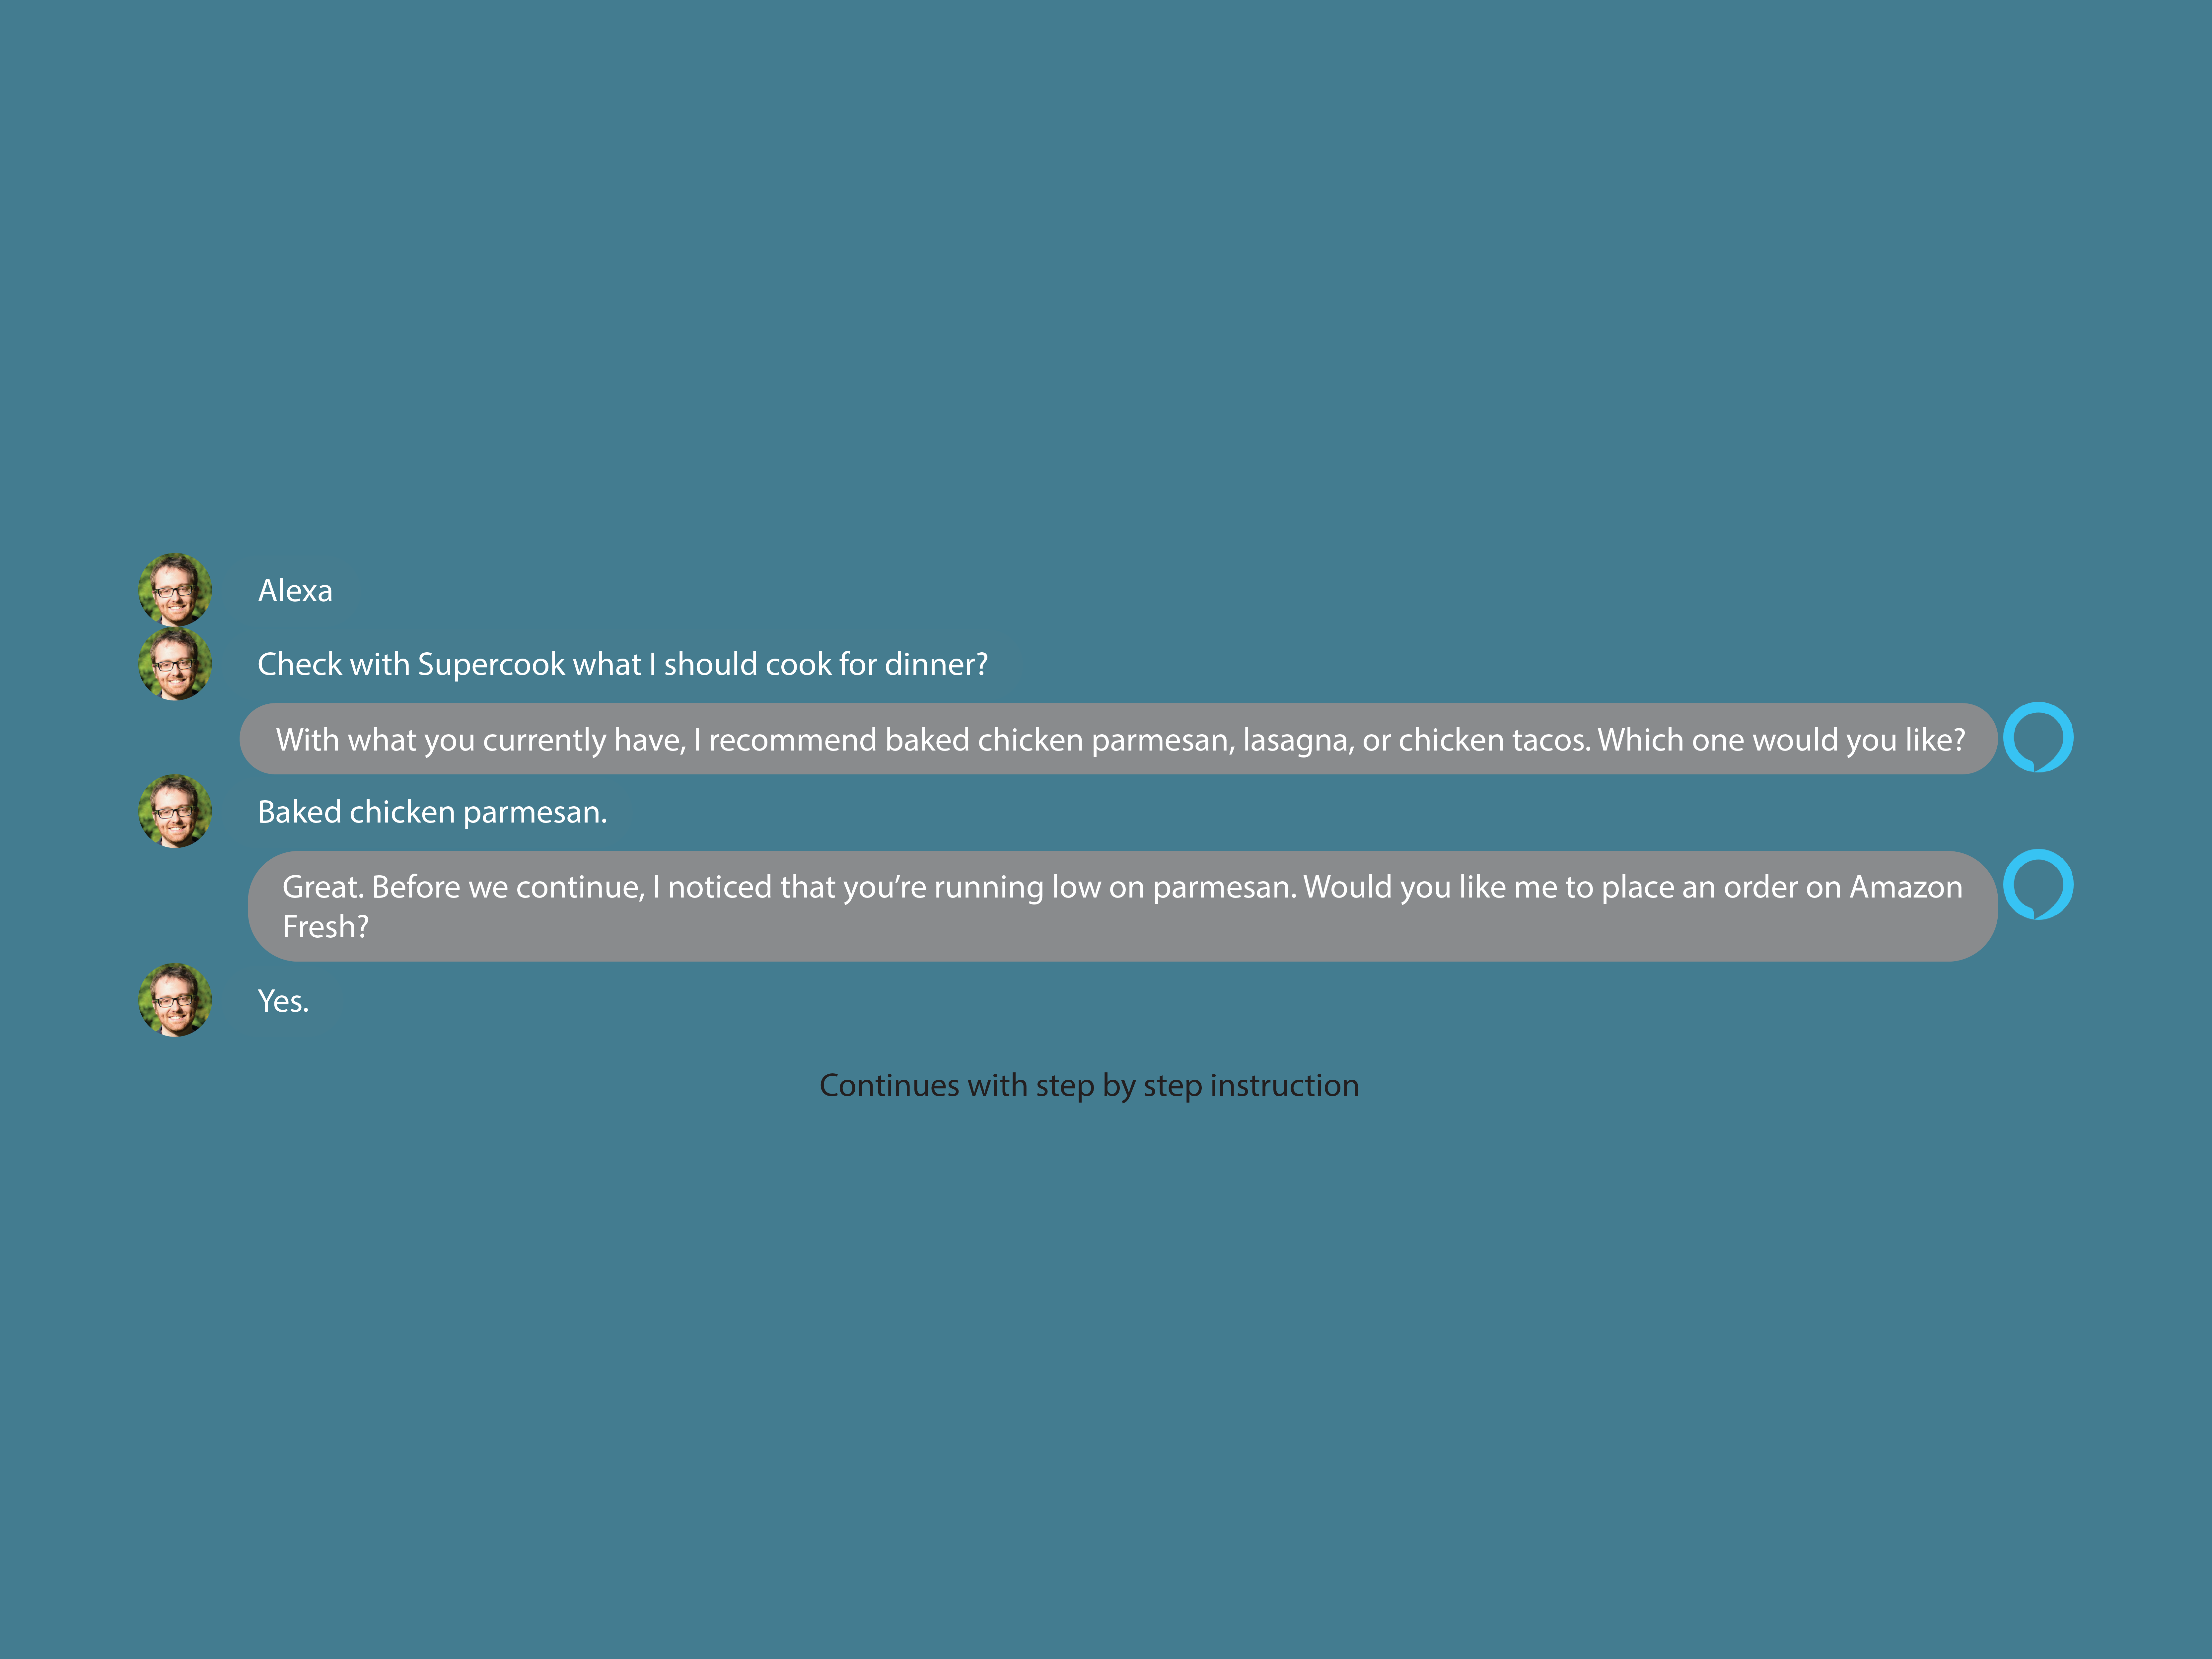 Alexa
Check with Supercook what I should cook for dinner?
With what you currently have, I recommend baked chicken parmesan, lasagna, or chicken tacos. Which one would you like?
Baked chicken parmesan.
Great. Before we continue, I noticed that you’re running low on parmesan. Would you like me to place an order on Amazon
Fresh?
Yes.
Continues with step by step instruction